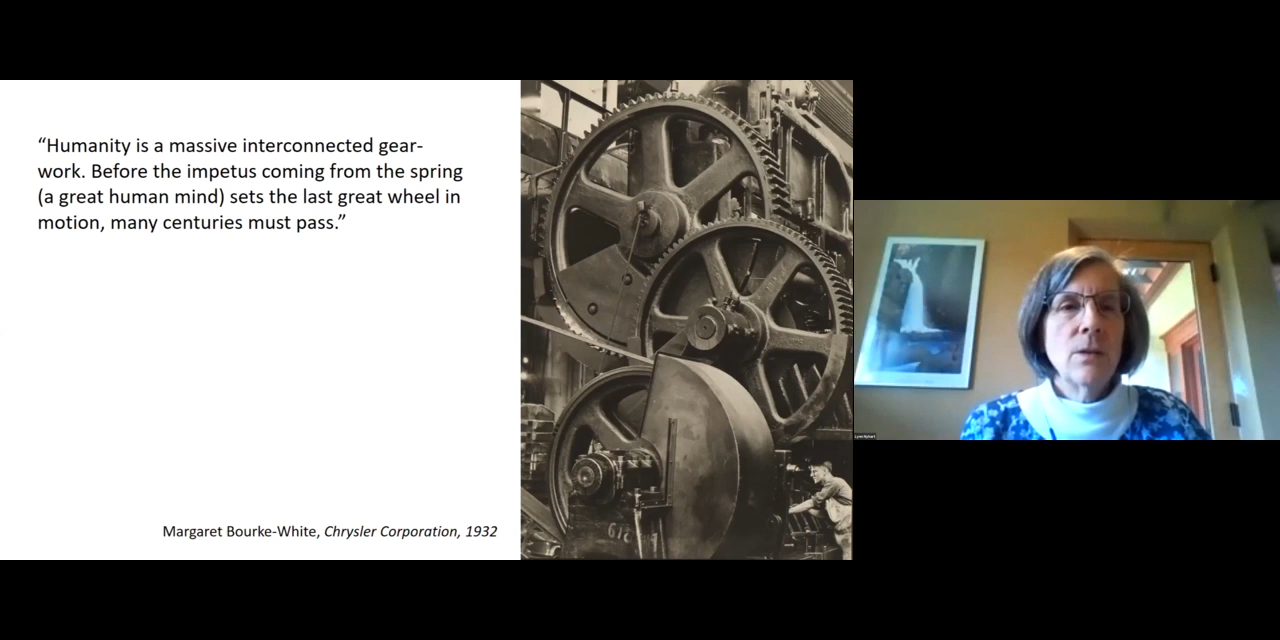 “Humanity is a massive interconnected gear-
work. Before the impetus coming from the spring
(a great human mind) sets the last great wheel in
motion, many centuries must pass.”
Margaret Bourke-White, Chrysler Corporation, 1932